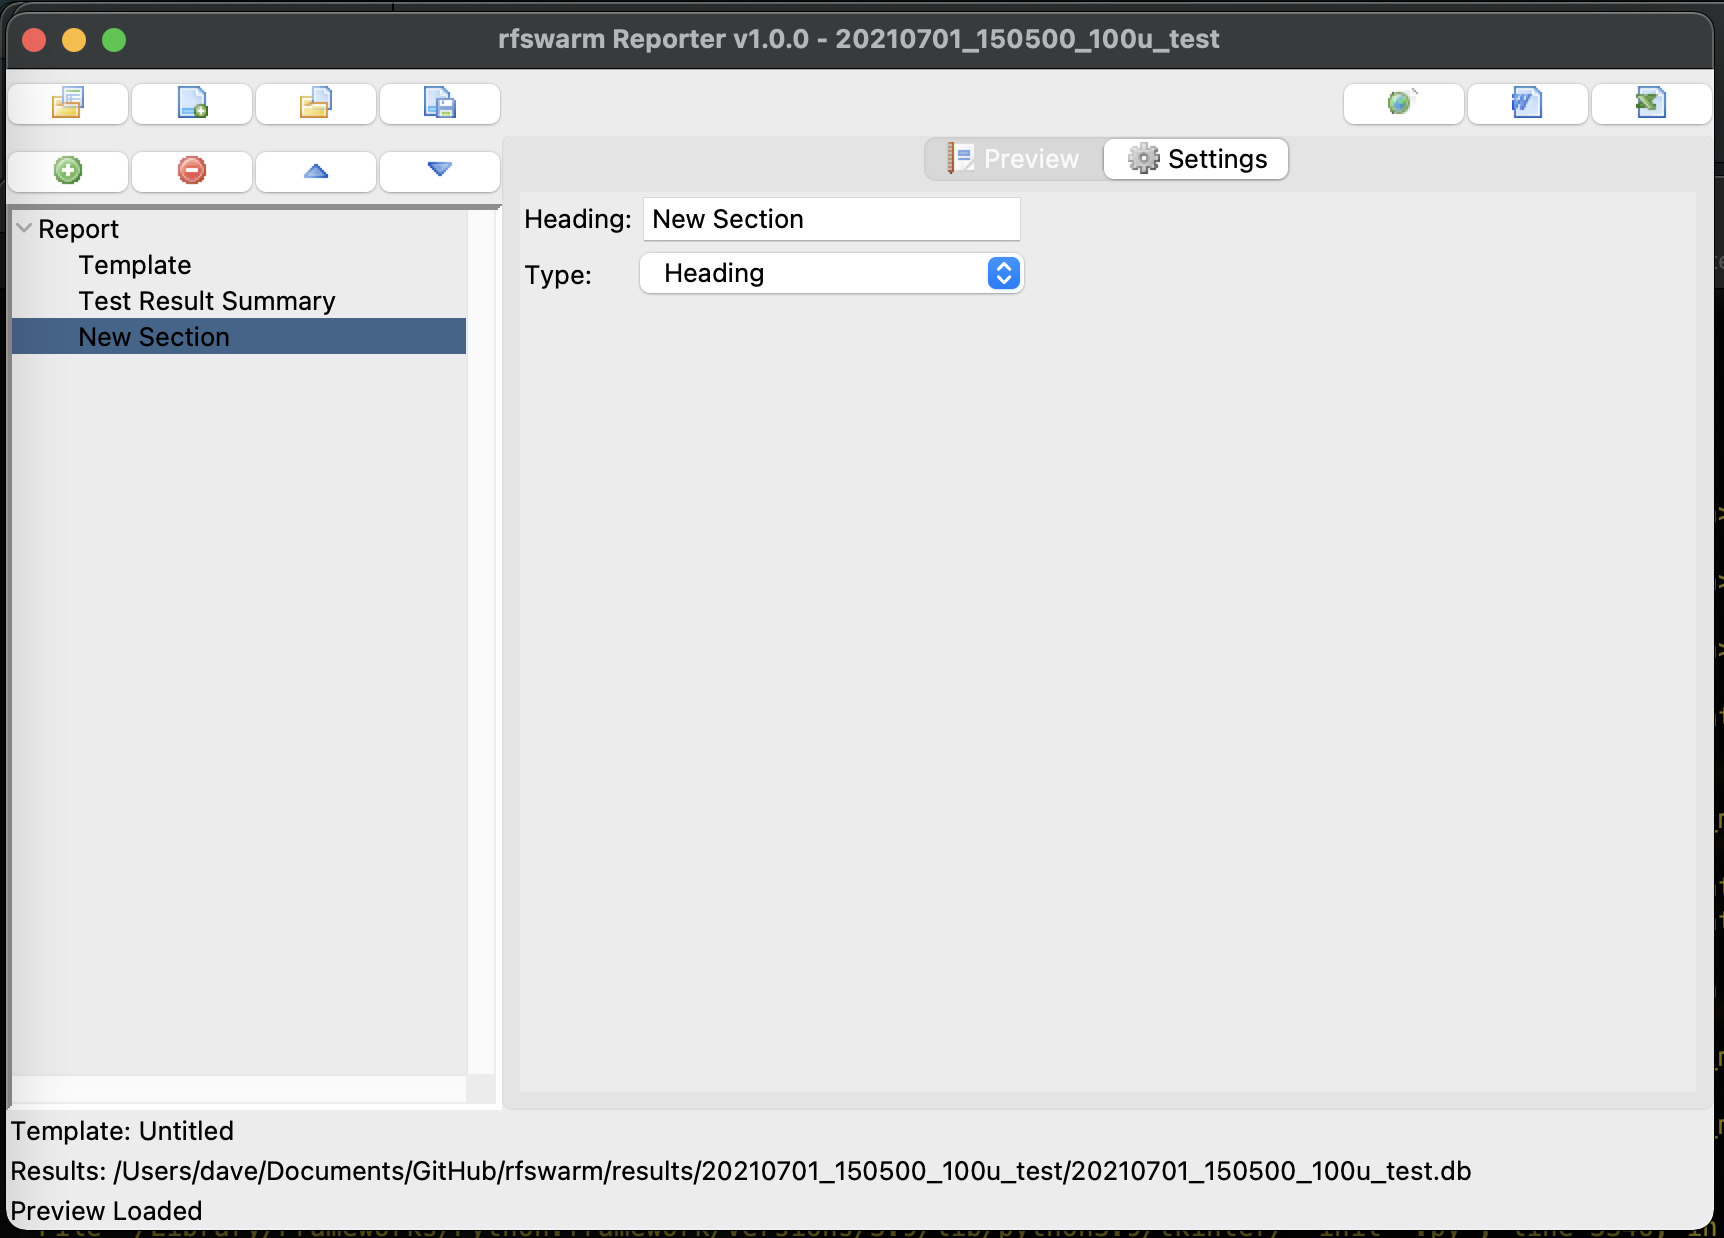 rfswarm Reporter v1.0.0 - 20210701_150500_100u_test
Preview
Settings
Report
Template
Test Result Summary
New Section
Heading: New Section
Type: Heading
Template: Untitled
Results: /Users/dave/Documents/GitHub/rfswarm/results/20210701_150500_100u_test/20210701_150500_100u_test.db
Preview Loaded